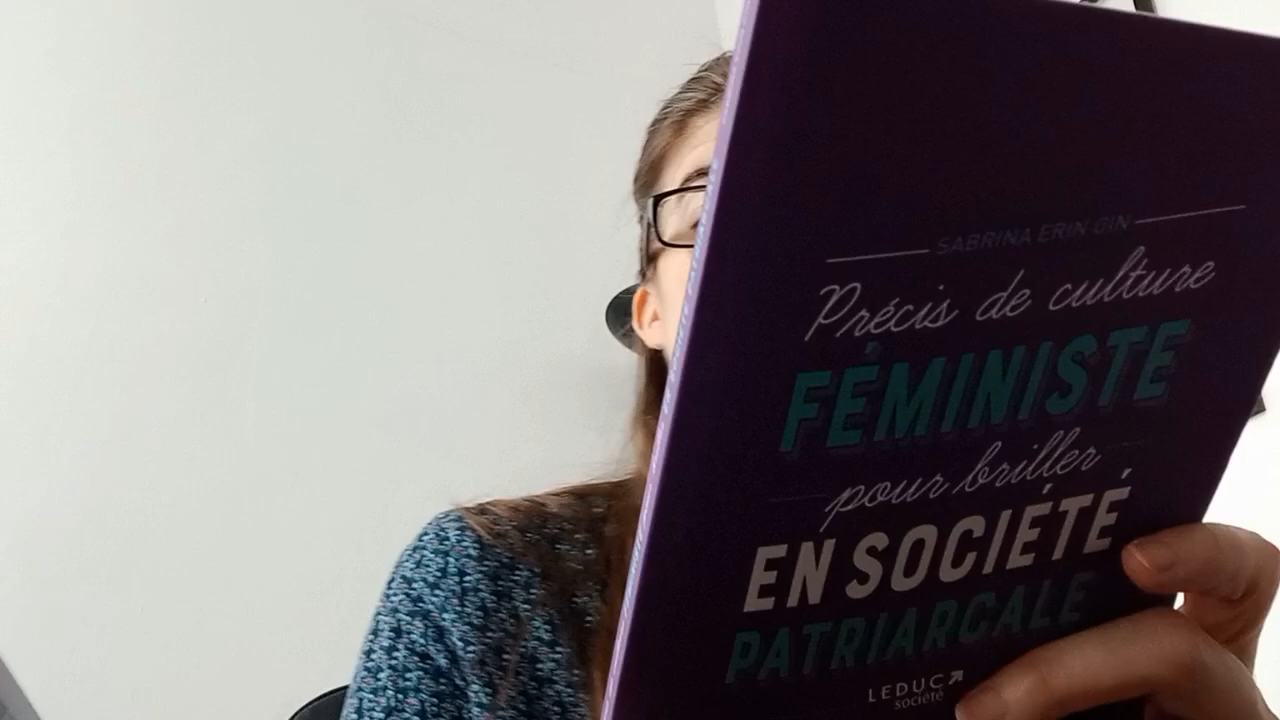 SABRINA ERIN GIN
Précis de culture
FÉMINISTE
pour briller
EN SOCIÉTÉ
PATRIARCALE
LEDUC
société